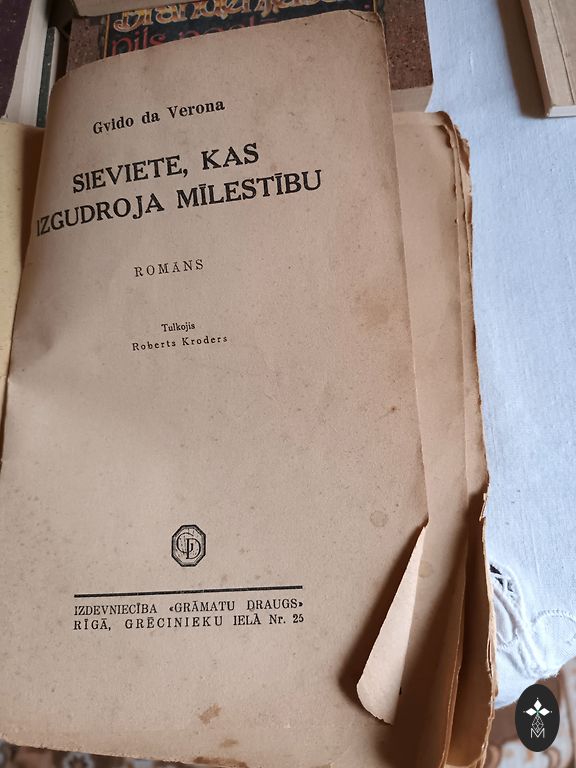 Gvido da Verona
SIEVIETE, KAS
IZGUDROJA MĪLESTĪBU
ROMĀNS
Tulkojis
Roberts Kroders
GD
IZDEVNIECĪBA «GRĀMATU DRAUGS»
RĪGĀ, GRĒCINIEKU IELĀ Nr. 25
M